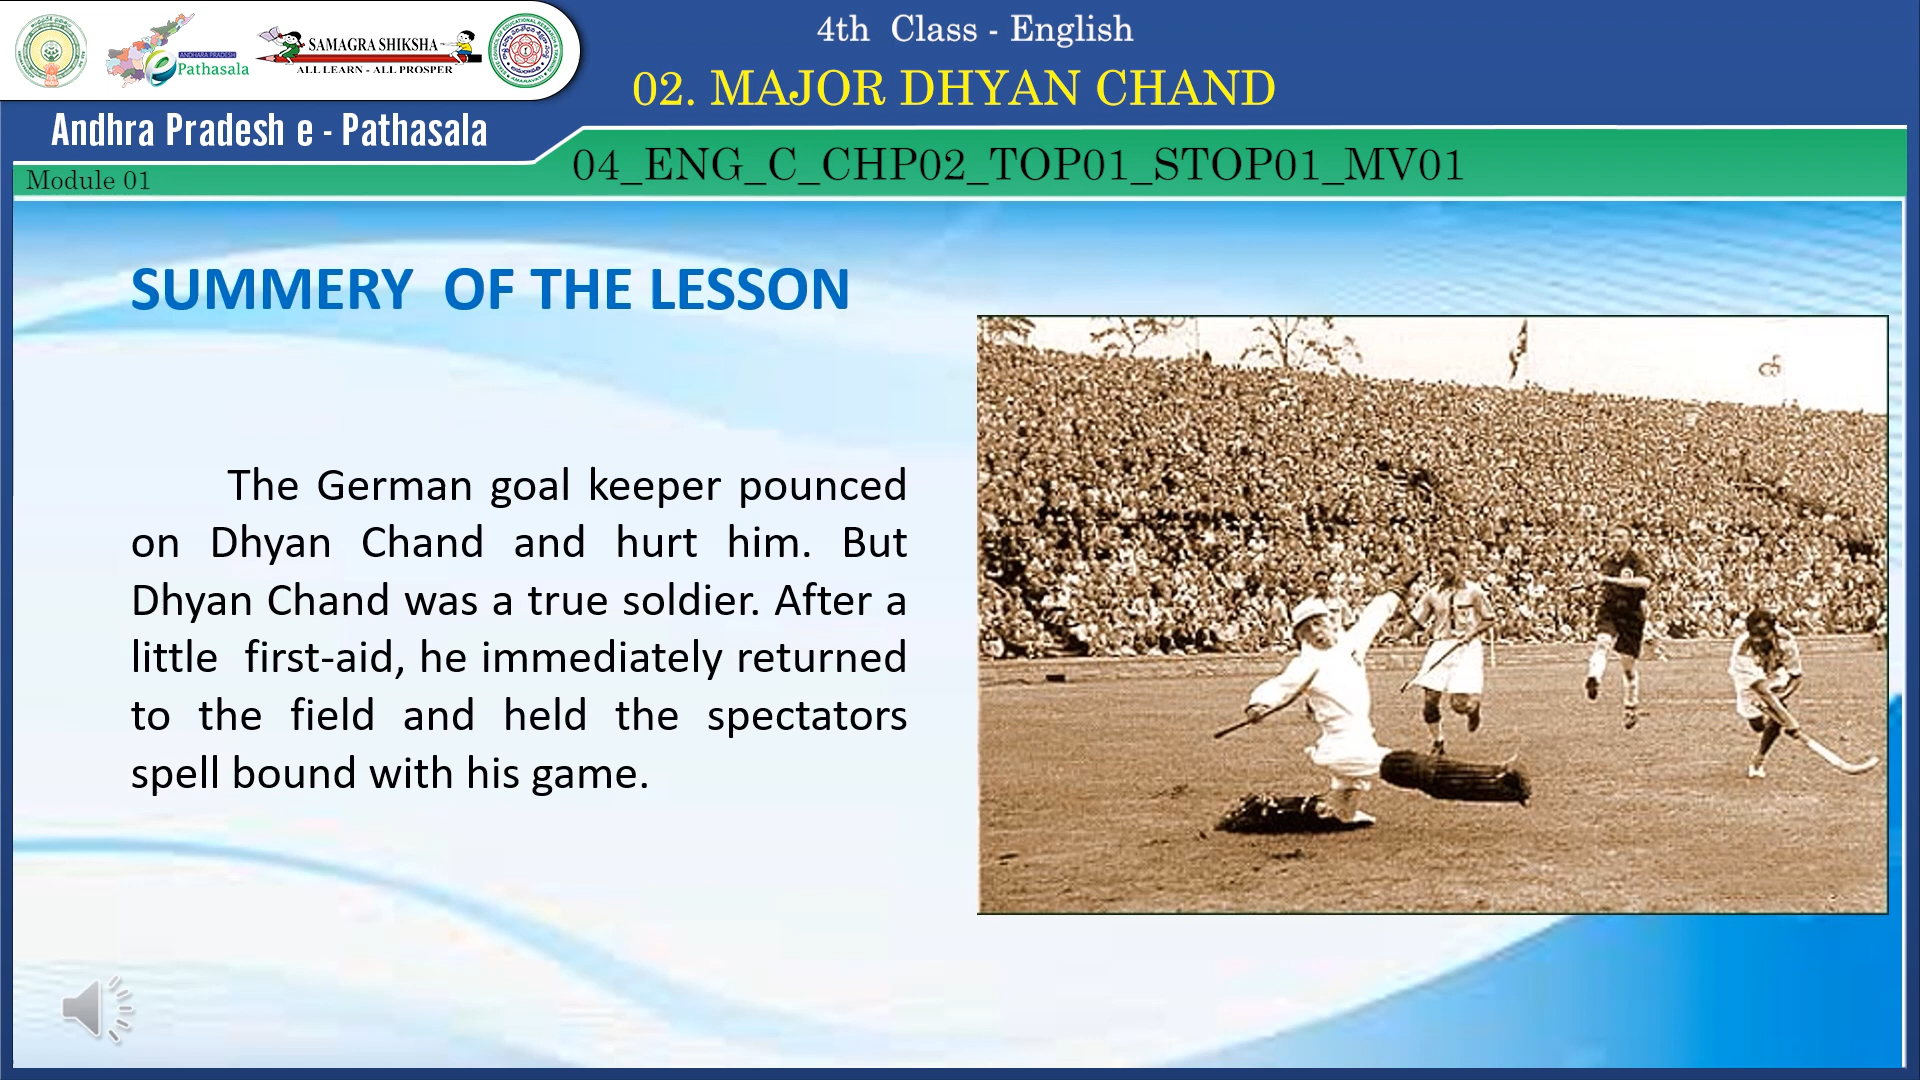 ANDHRA PRADESH
Pathasala
SAMAGRA SHIKSHA
ALL LEARN - ALL PROSPER
4th Class - English
02. MAJOR DHYAN CHAND
Andhra Pradesh e - Pathasala
04_ENG_C_CHP02_TOP01_STOP01_MV01
Module 01
SUMMERY OF THE LESSON
The German goal keeper pounced
on Dhyan Chand and hurt him. But
Dhyan Chand was a true soldier. After a
little first-aid, he immediately returned
to the field and held the spectators
spell bound with his game.